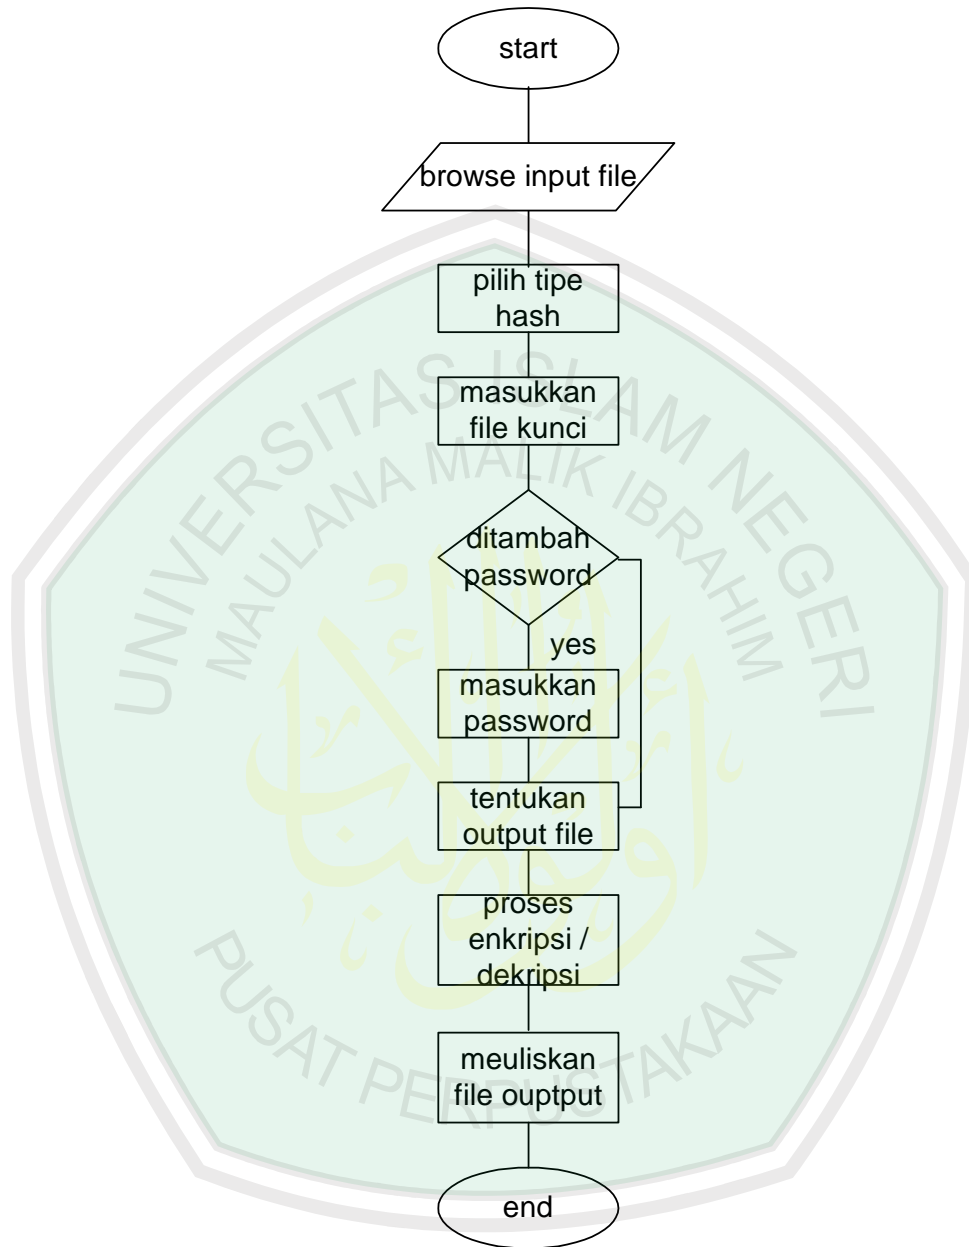 start
browse input file
pilih tipe
hash
masukkan
file kunci
ditambah
password
yes
masukkan
password
tentukan
output file
proses
enkripsi /
dekripsi
meuliskan
file ouptput
end
UNIVERSITAS ISLAM NEGERI
MAULANA MALIK IBRAHIM
PUSAT PERPUSTAKAAN